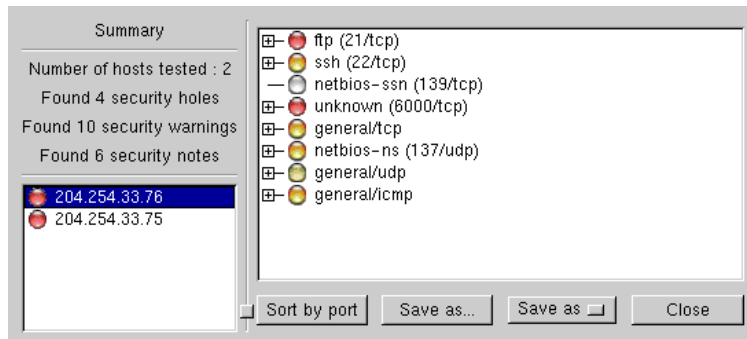 Summary
Number of hosts tested : 2
Found 4 security holes
Found 10 security warnings
Found 6 security notes
204.254.33.76
204.254.33.75
ftp (21/tcp)
ssh (22/tcp)
netbios-ssn (139/tcp)
unknown (6000/tcp)
general/tcp
netbios-ns (137/udp)
general/udp
general/icmp
Sort by port
Save as...
Save as
Close